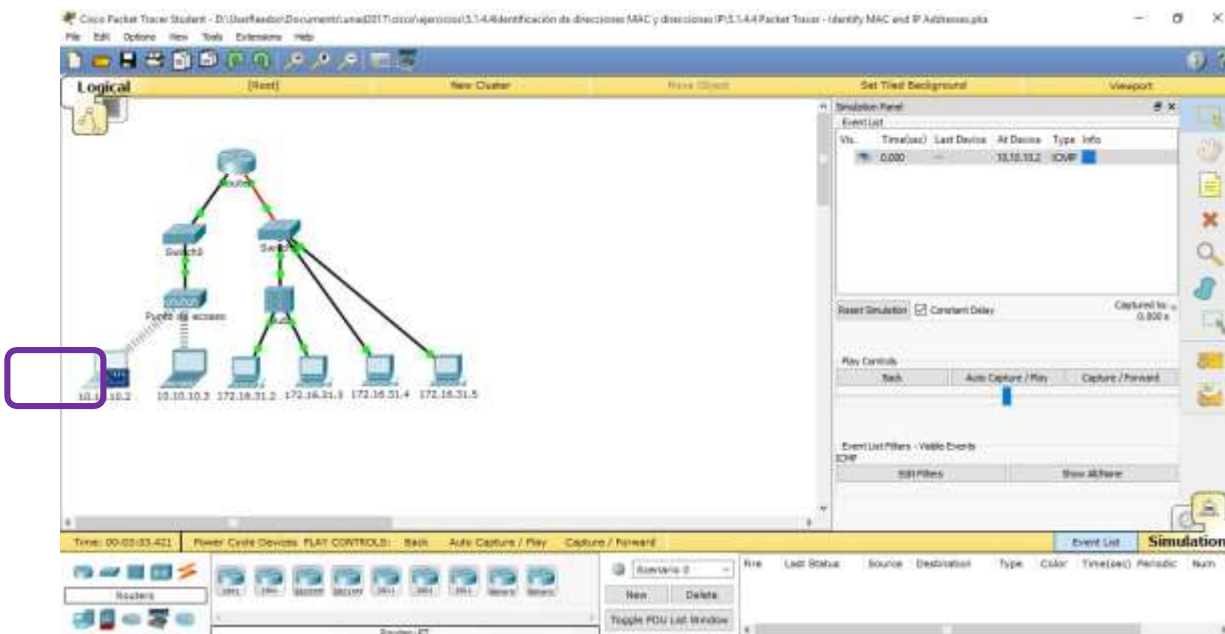 Cisco Packet Tracer Student - D:\UserReedor\Documents\unad2017\cisco\ejercicios\5.1.4.4Identificación de direcciones MAC y direcciones IP\5.1.4.4 Packet Tracer - Identify MAC and IP Addresses.pka
File Edit Options View Tools Extensions Help
Logical [Root] New Cluster Move Object Set Tiled Background Viewport
Simulation Panel
Event List
Vis. Time(sec) Last Device At Device Type Info
0.000 -- 10.10.10.2 ICMP
Switch0
Punto de acceso
10.10.10.2 10.10.10.3 172.16.31.2 172.16.31.3 172.16.31.4 172.16.31.5
Reset Simulation Constant Delay Captured to:
0.000 s
Play Controls
Back Auto Capture / Play Capture / Forward
Event List Filters - Visible Events
ICMP
Edit Filters Show All/None
Time: 00:03:33.421 Power Cycle Devices PLAY CONTROLS: Back Auto Capture / Play Capture / Forward Event List Simulation
Routers
Scenario 0
New Delete
Toggle PDU List Window
Fire Last Status Source Destination Type Color Time(sec) Periodic Num